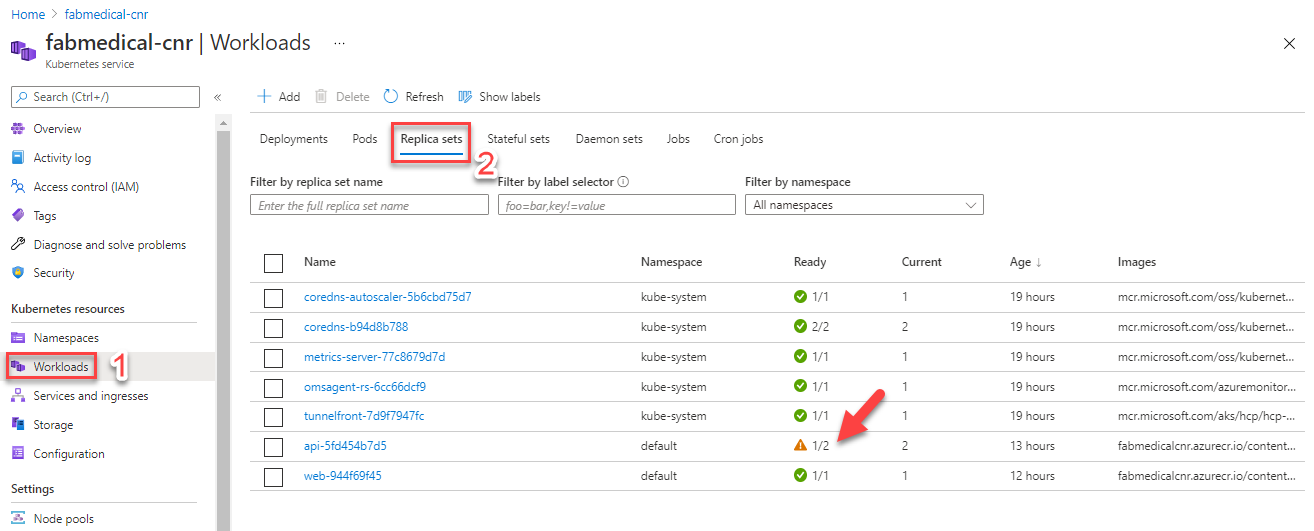 Home > fabmedical-cnr
fabmedical-cnr | Workloads ...
Kubernetes service
Search (Ctrl+/) «
Overview
Activity log
Access control (IAM)
Tags
Diagnose and solve problems
Security
Kubernetes resources
Namespaces
Workloads 1
Services and ingresses
Storage
Configuration
Settings
Node pools
Add Delete Refresh Show labels
Deployments Pods Replica sets Stateful sets Daemon sets Jobs Cron jobs
2
Filter by replica set name Filter by label selector Filter by namespace
Enter the full replica set name foo=bar,key!=value All namespaces
Name Namespace Ready Current Age ↓ Images
coredns-autoscaler-5b6cbd75d7 kube-system 1/1 1 19 hours mcr.microsoft.com/oss/kubernet...
coredns-b94d8b788 kube-system 2/2 2 19 hours mcr.microsoft.com/oss/kubernet...
metrics-server-77c8679d7d kube-system 1/1 1 19 hours mcr.microsoft.com/oss/kubernet...
omsagent-rs-6cc66dcf9 kube-system 1/1 1 19 hours mcr.microsoft.com/azuremonitor...
tunnelfront-7d9f7947fc kube-system 1/1 1 19 hours mcr.microsoft.com/aks/hcp/hcp-...
api-5fd454b7d5 default 1/2 2 13 hours fabmedicalcnr.azurecr.io/content...
web-944f69f45 default 1/1 1 12 hours fabmedicalcnr.azurecr.io/content...